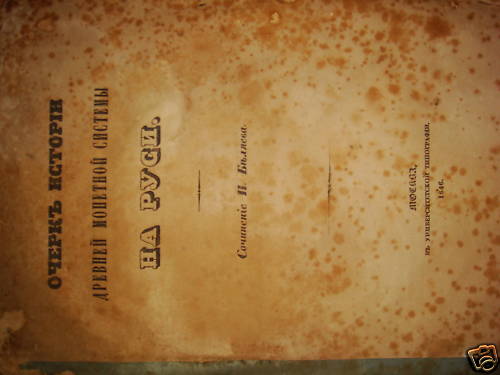 ОЧЕРКЪ ИСТОРІИ
ДРЕВНЕЙ МОНЕТНОЙ СИСТЕМЫ
НА РУСИ.
Сочиненіе И. Бѣляева.
МОСКВА,
ВЪ УНИВЕРСИТЕТСКОЙ ТИПОГРАФІИ.
1846.